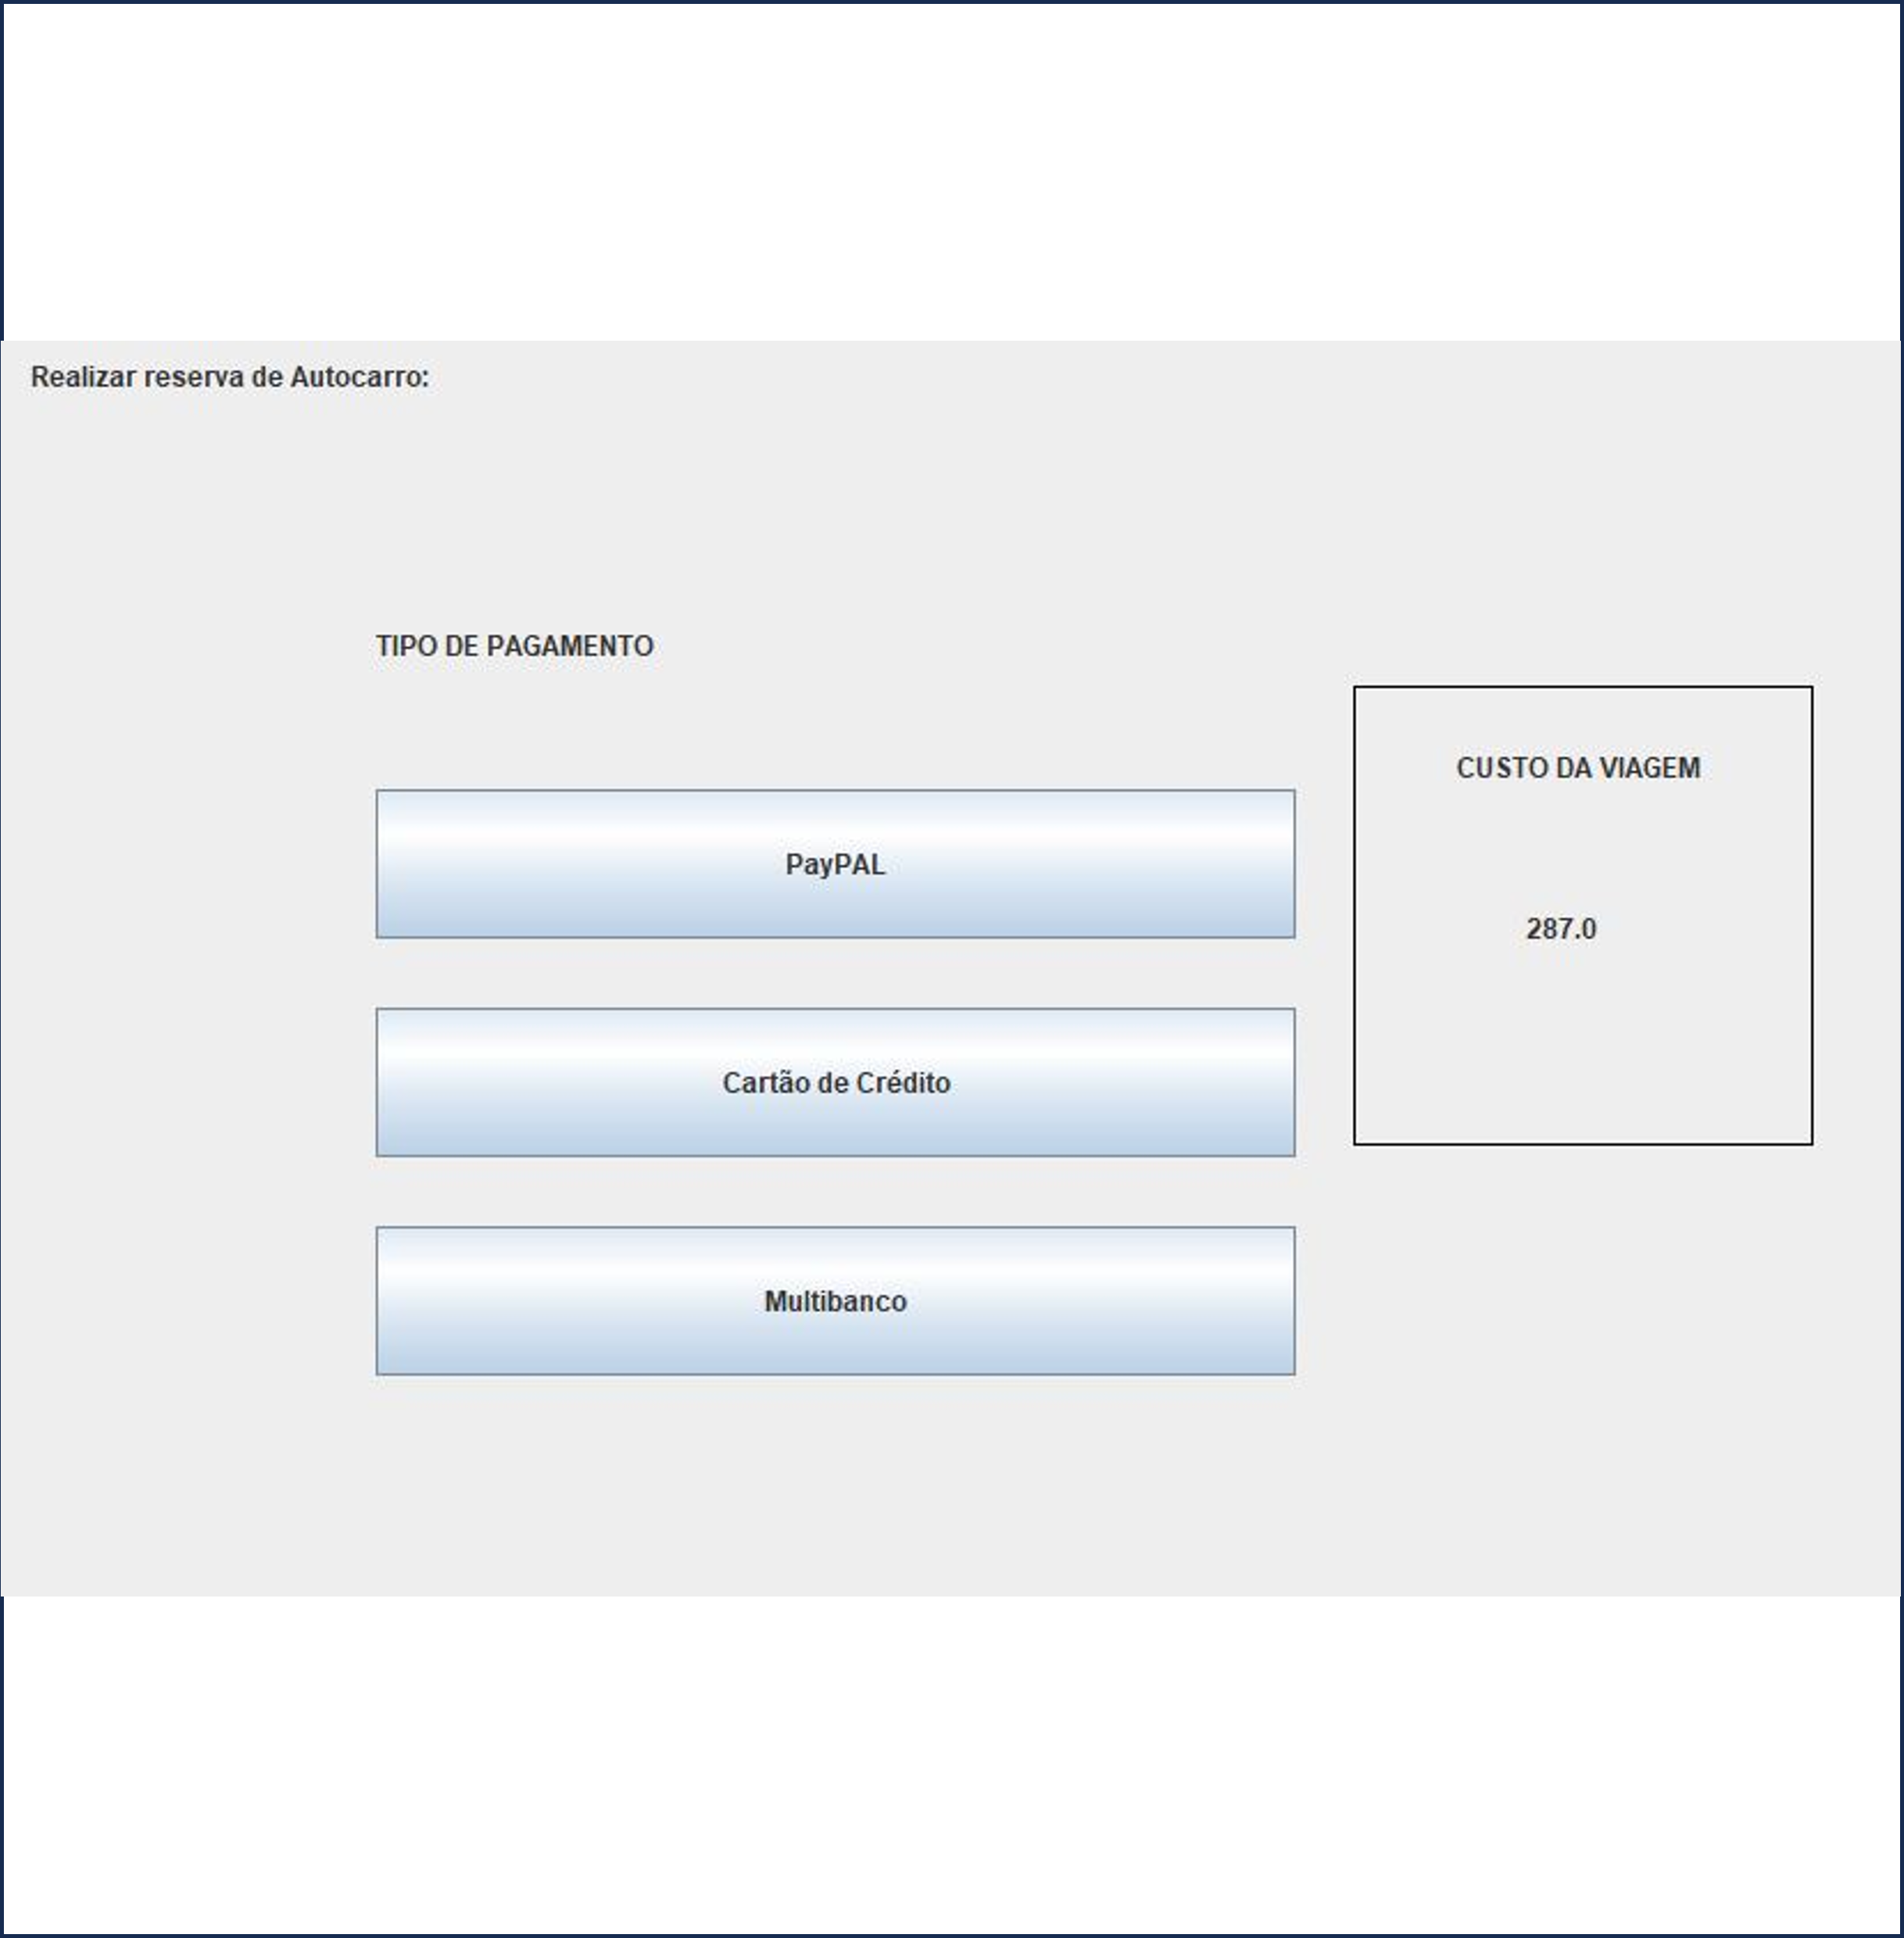 Realizar reserva de Autocarro:
TIPO DE PAGAMENTO
CUSTO DA VIAGEM
PayPAL
287.0
Cartão de Crédito
Multibanco